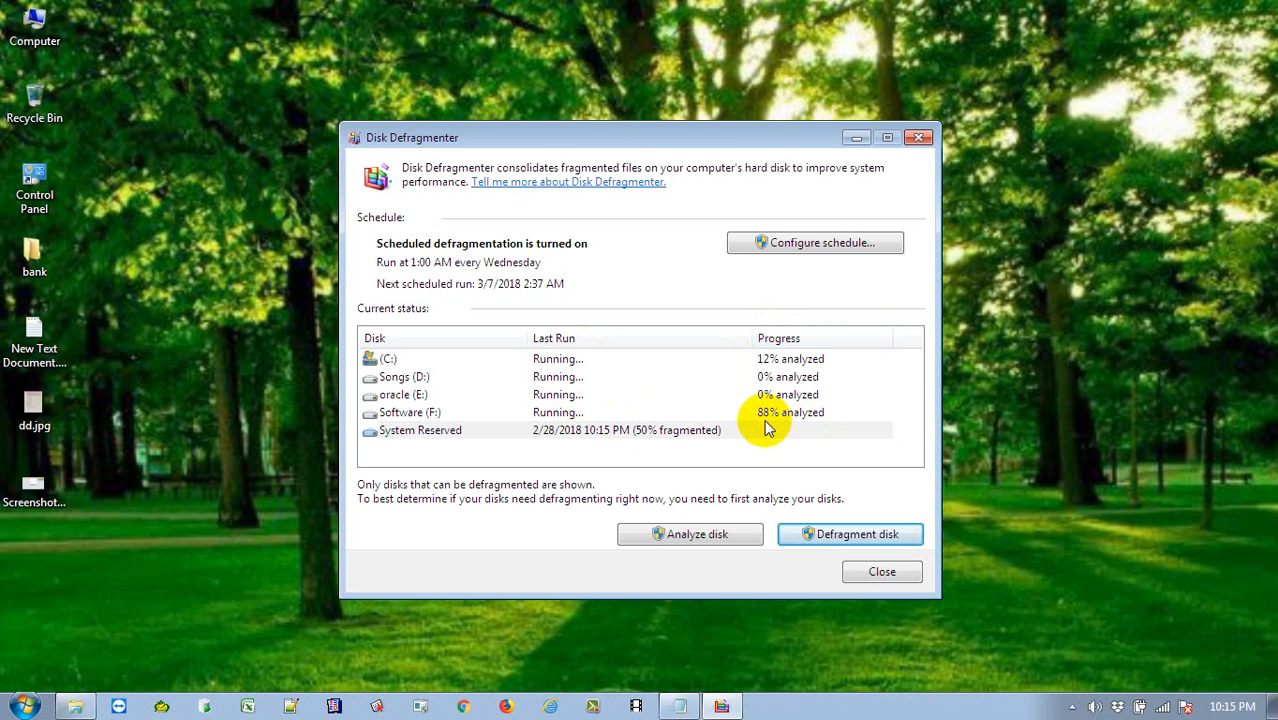 Computer
Recycle Bin
Control
Panel
bank
New Text
Document....
dd.jpg
Screenshot...
Disk Defragmenter
Disk Defragmenter consolidates fragmented files on your computer's hard disk to improve system
performance. Tell me more about Disk Defragmenter.
Schedule:
Scheduled defragmentation is turned on
Configure schedule...
Run at 1:00 AM every Wednesday
Next scheduled run: 3/7/2018 2:37 AM
Current status:
Disk Last Run Progress
(C:) Running... 12% analyzed
Songs (D:) Running... 0% analyzed
oracle (E:) Running... 0% analyzed
Software (F:) Running... 88% analyzed
System Reserved 2/28/2018 10:15 PM (50% fragmented)
Only disks that can be defragmented are shown.
To best determine if your disks need defragmenting right now, you need to first analyze your disks.
Analyze disk Defragment disk
Close
10:15 PM